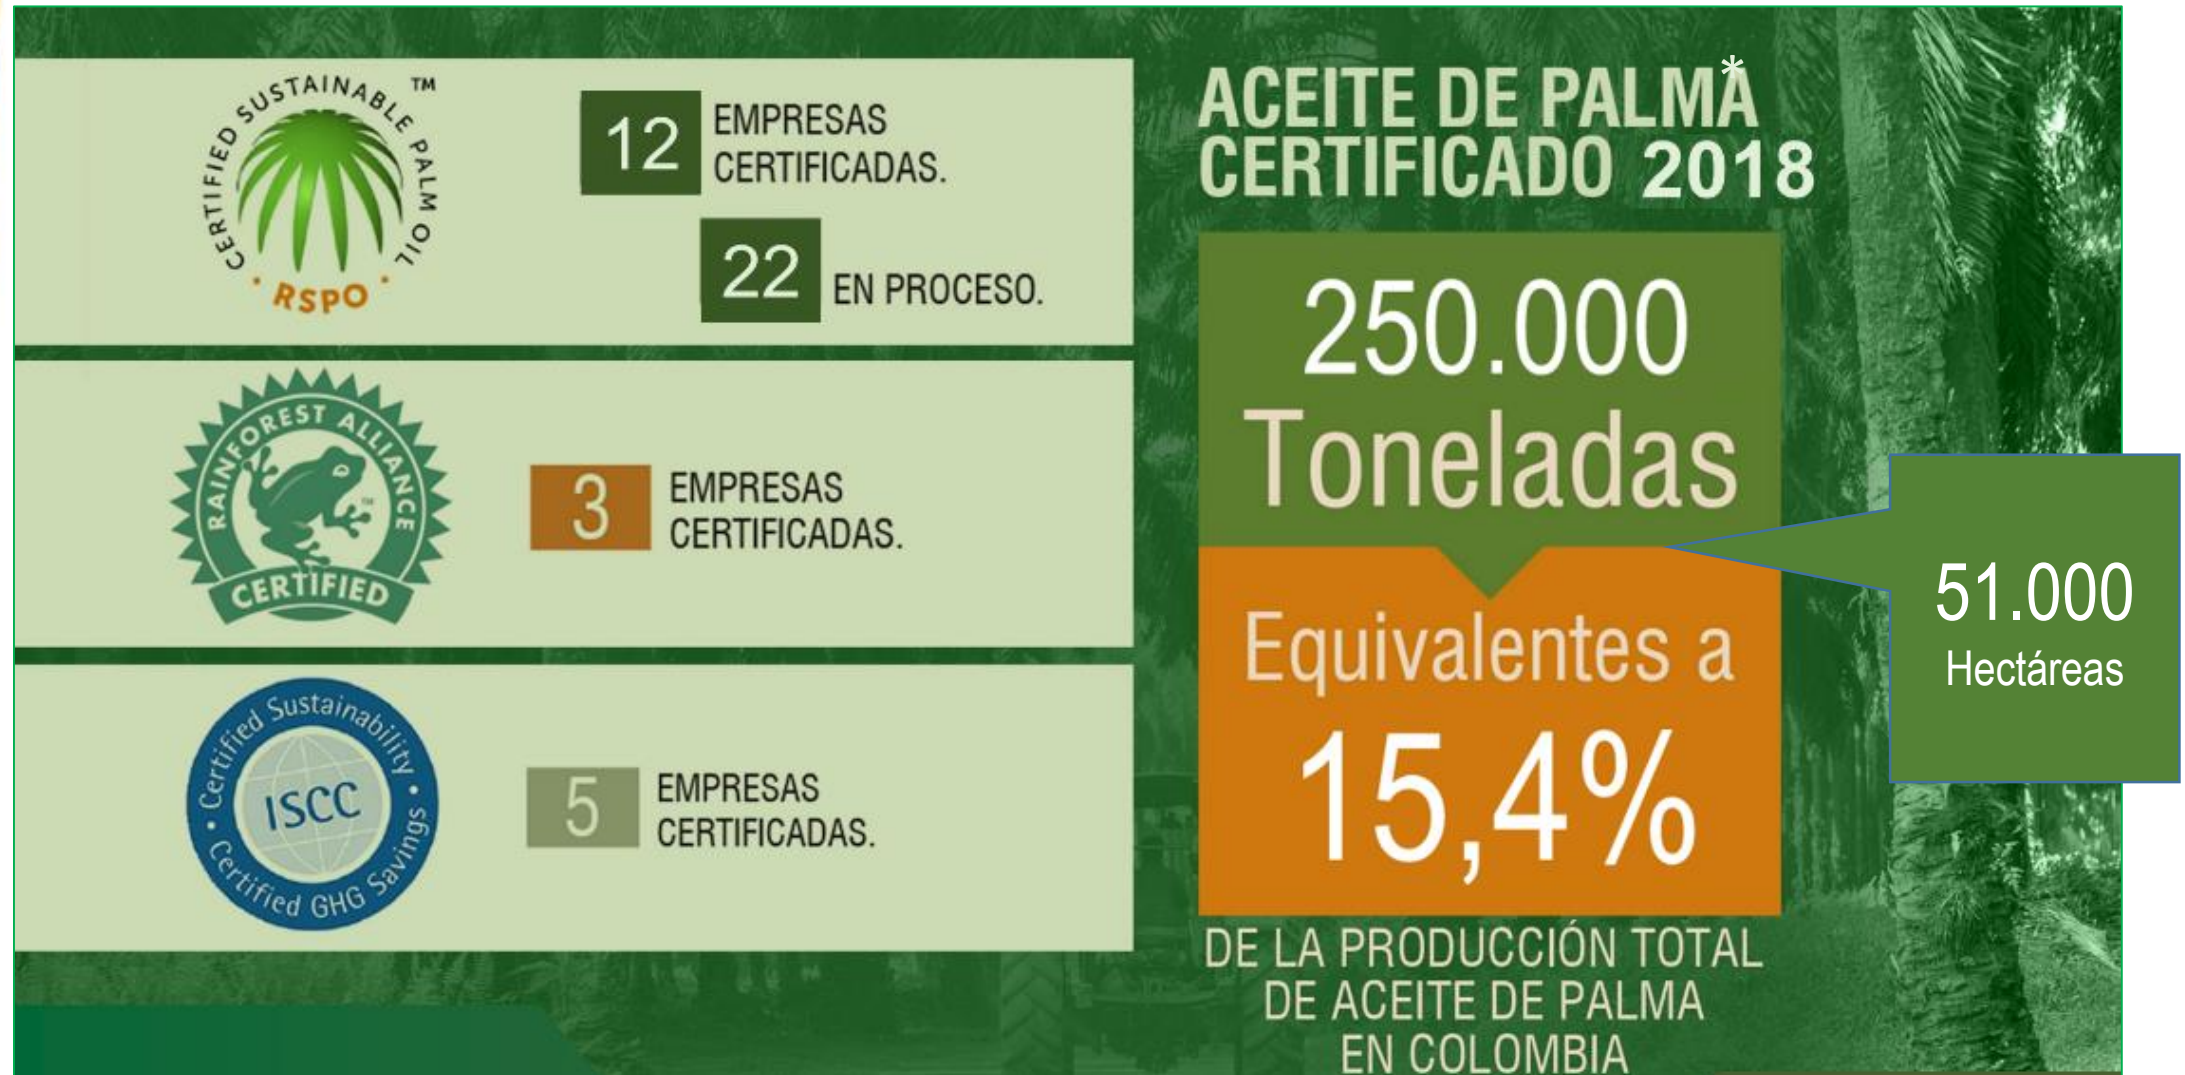 CERTIFIED SUSTAINABLE PALM OIL ™
· RSPO ·
12
EMPRESAS
CERTIFICADAS.
22
EN PROCESO.
RAINFOREST ALLIANCE
™
CERTIFIED
3
EMPRESAS
CERTIFICADAS.
• Certified Sustainability •
ISCC
Certified GHG Savings
5
EMPRESAS
CERTIFICADAS.
ACEITE DE PALMA*
CERTIFICADO 2018
250.000
Toneladas
Equivalentes a
15,4%
DE LA PRODUCCIÓN TOTAL
DE ACEITE DE PALMA
EN COLOMBIA
51.000
Hectáreas